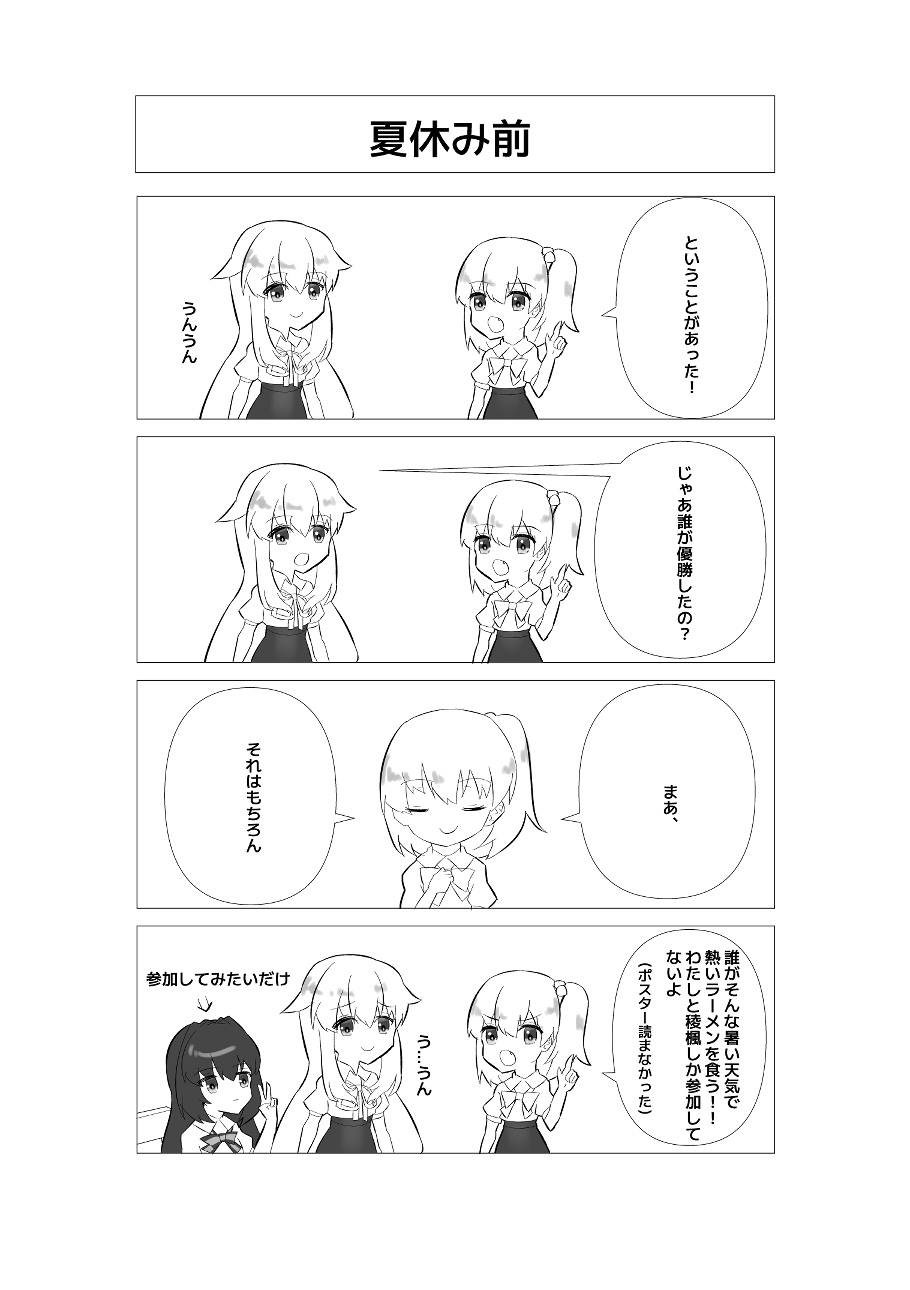 夏休み前
ということがあった！
うんうん
じゃあ誰が優勝したの？
まあ、
それはもちろん
誰がそんな暑い天気で
熱いラーメンを食う！！
わたしと稜楓しか参加して
ないよ
（ポスター読まなかった）
う…うん
参加してみたいだけ